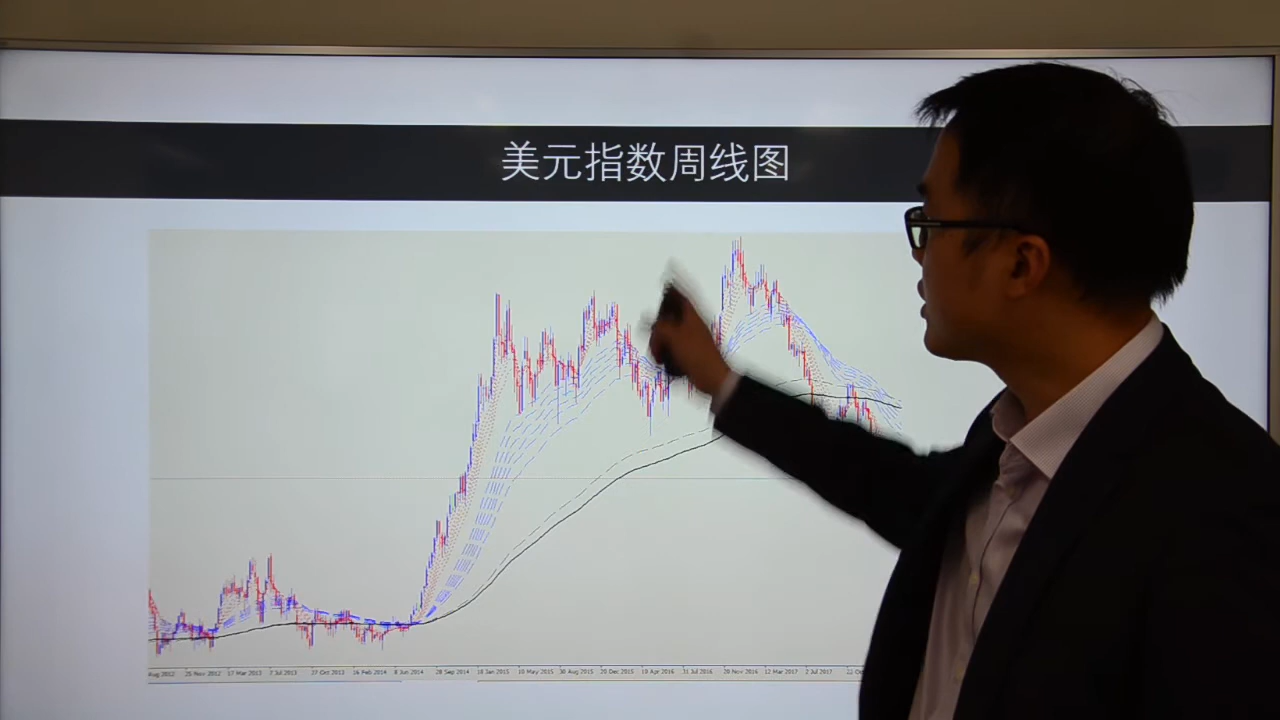 美元指数周线图
Aug 2012 25 Nov 2012 17 Mar 2013 7 Jul 2013 27 Oct 2013 16 Feb 2014 8 Jun 2014 28 Sep 2014 18 Jan 2015 10 May 2015 30 Aug 2015 20 Dec 2015 10 Apr 2016 31 Jul 2016 20 Nov 2016 12 Mar 2017 2 Jul 2017 22 Oc